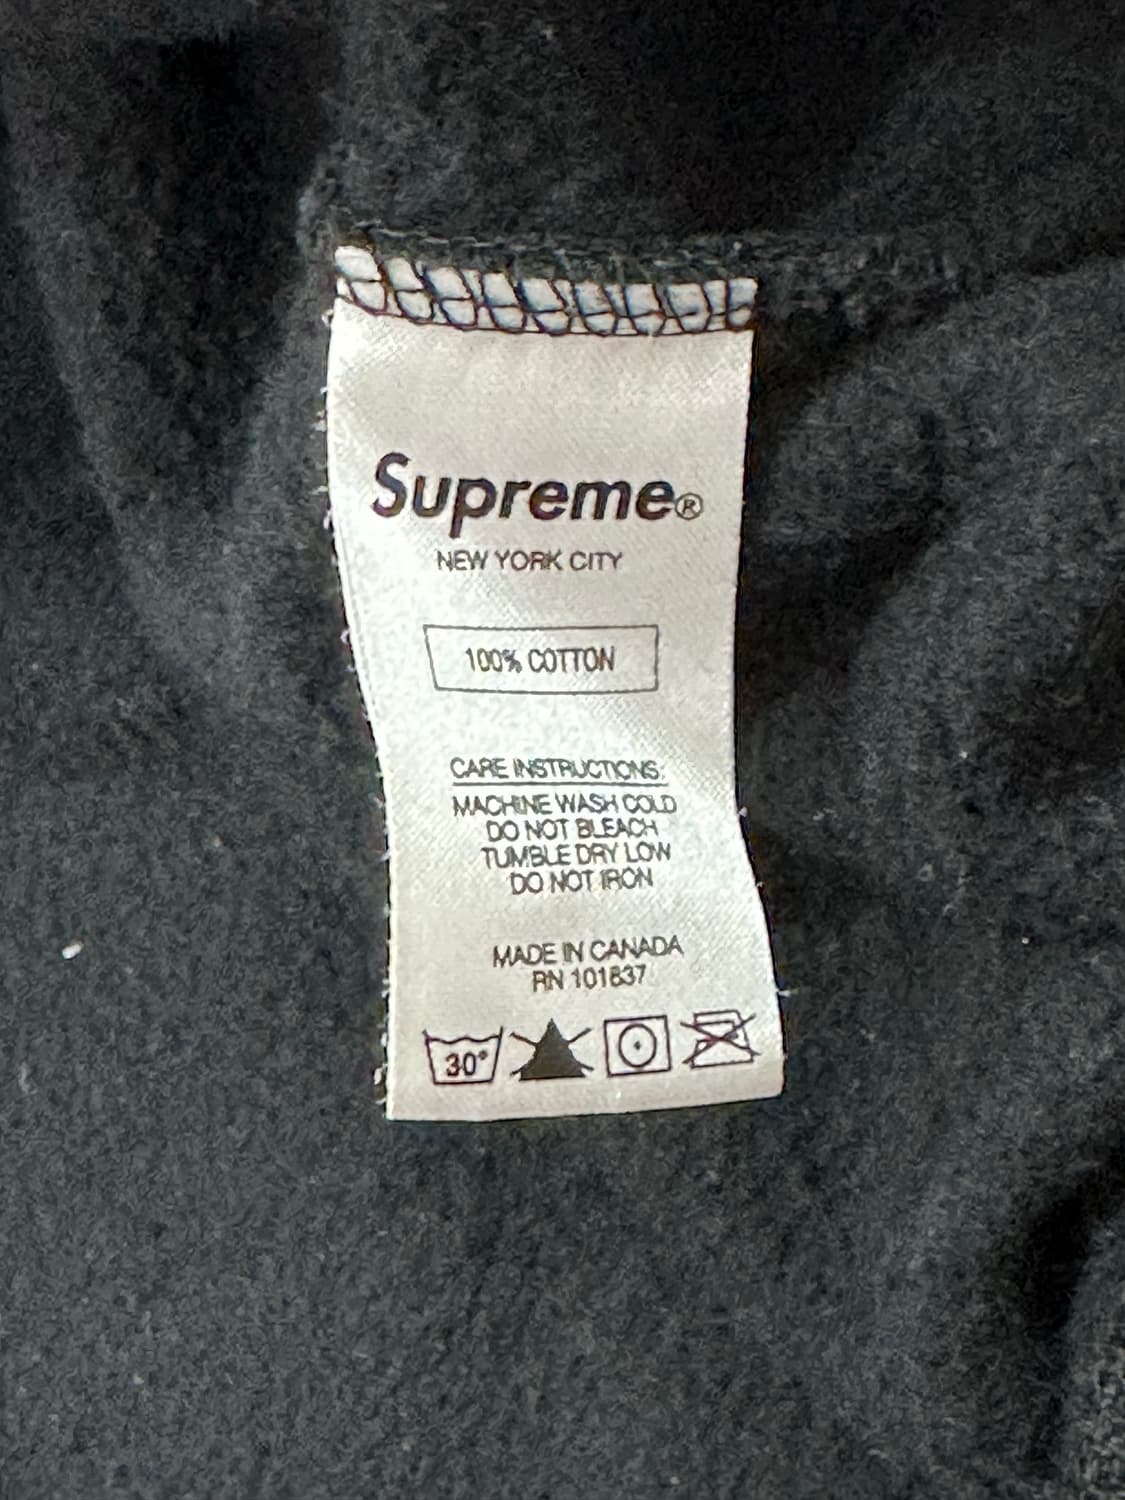 Supreme®
NEW YORK CITY
100% COTTON
CARE INSTRUCTIONS:
MACHINE WASH COLD
DO NOT BLEACH
TUMBLE DRY LOW
DO NOT IRON
MADE IN CANADA
RN 101837
30°